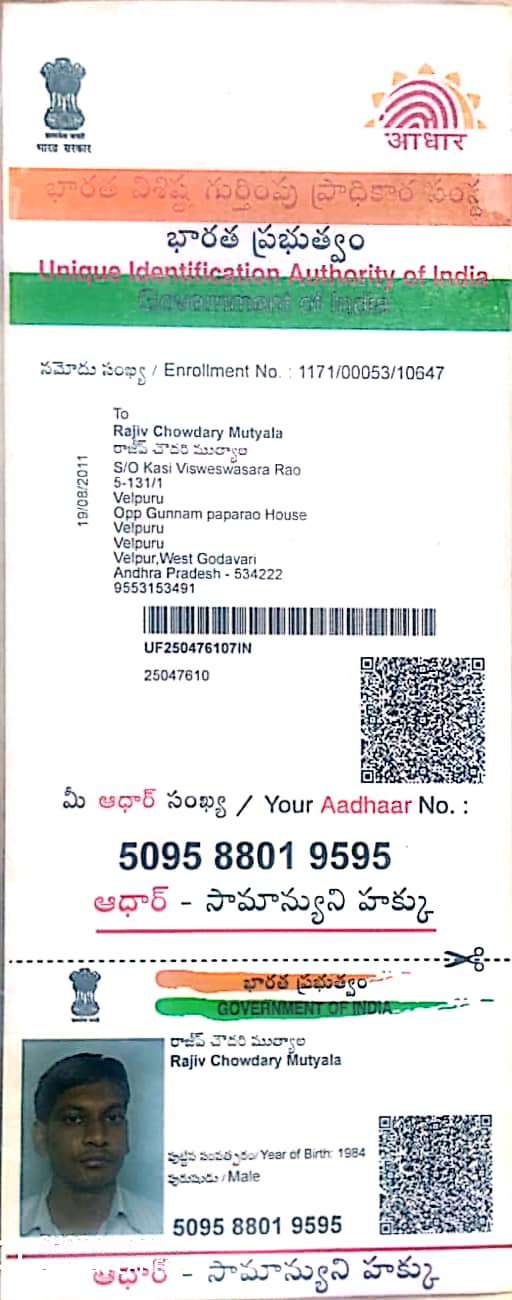 भारत सरकार
आधार
భారత విశిష్ట గుర్తింపు ప్రాధికార సంస్థ
భారత ప్రభుత్వం
Unique Identification Authority of India
Government of India
నమోదు సంఖ్య / Enrollment No. : 1171/00053/10647
To
Rajiv Chowdary Mutyala
రాజీవ్ చౌదరి ముత్యాల
S/O Kasi Visweswasara Rao
5-131/1
Velpuru
Opp Gunnam paparao House
Velpuru
Velpuru
Velpur,West Godavari
Andhra Pradesh - 534222
9553153491
19/08/2011
UF250476107IN
25047610
మీ ఆధార్ సంఖ్య / Your Aadhaar No. :
5095 8801 9595
ఆధార్ - సామాన్యుని హక్కు
భారత ప్రభుత్వం
GOVERNMENT OF INDIA
రాజీవ్ చౌదరి ముత్యాల
Rajiv Chowdary Mutyala
పుట్టిన సంవత్సరం/Year of Birth: 1984
పురుషుడు / Male
5095 8801 9595
ఆధార్ - సామాన్యుని హక్కు